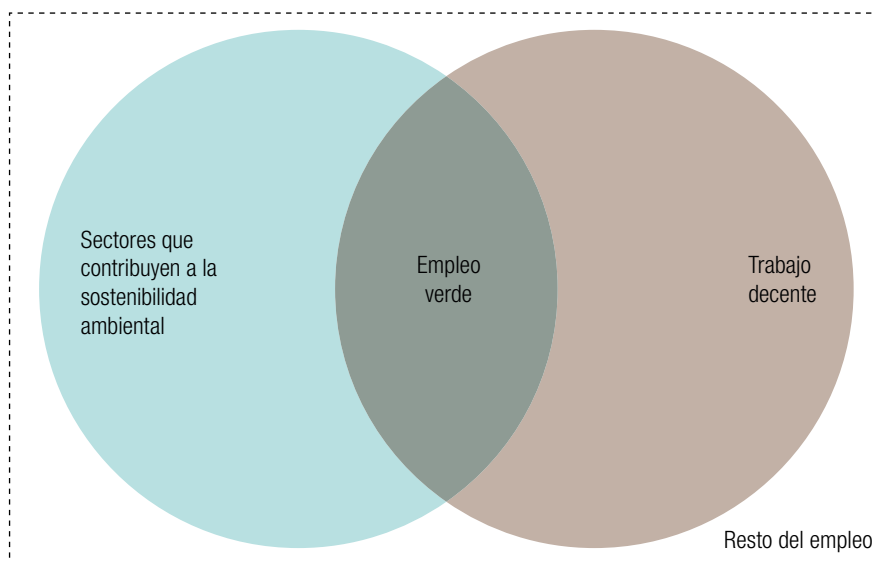 Sectores que
contribuyen a la
sostenibilidad
ambiental
Empleo
verde
Trabajo
decente
Resto del empleo